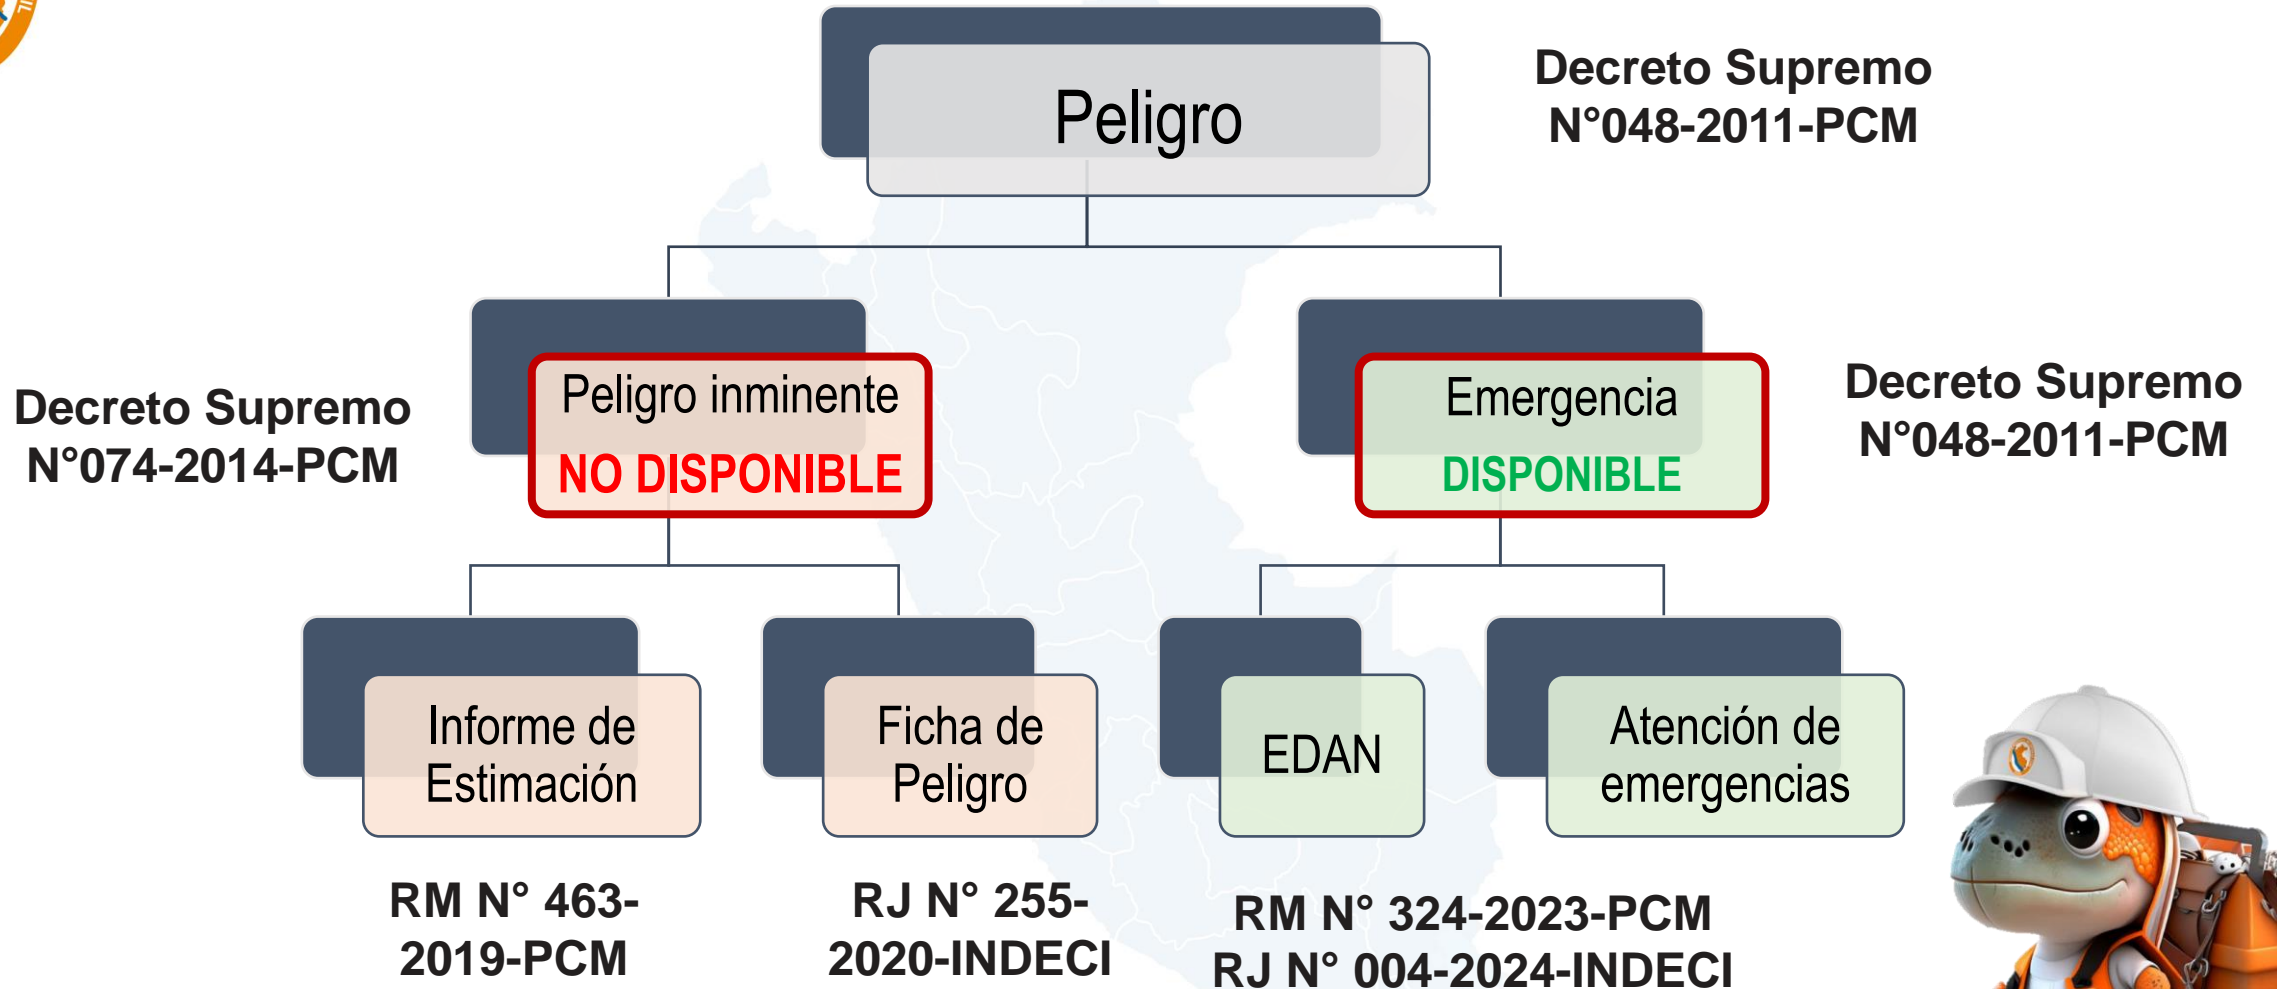 Peligro
Decreto Supremo
N°048-2011-PCM
Decreto Supremo
N°074-2014-PCM
Peligro inminente
NO DISPONIBLE
Emergencia
DISPONIBLE
Decreto Supremo
N°048-2011-PCM
Informe de
Estimación
Ficha de
Peligro
EDAN
Atención de
emergencias
RM N° 463-
2019-PCM
RJ N° 255-
2020-INDECI
RM N° 324-2023-PCM
RJ N° 004-2024-INDECI